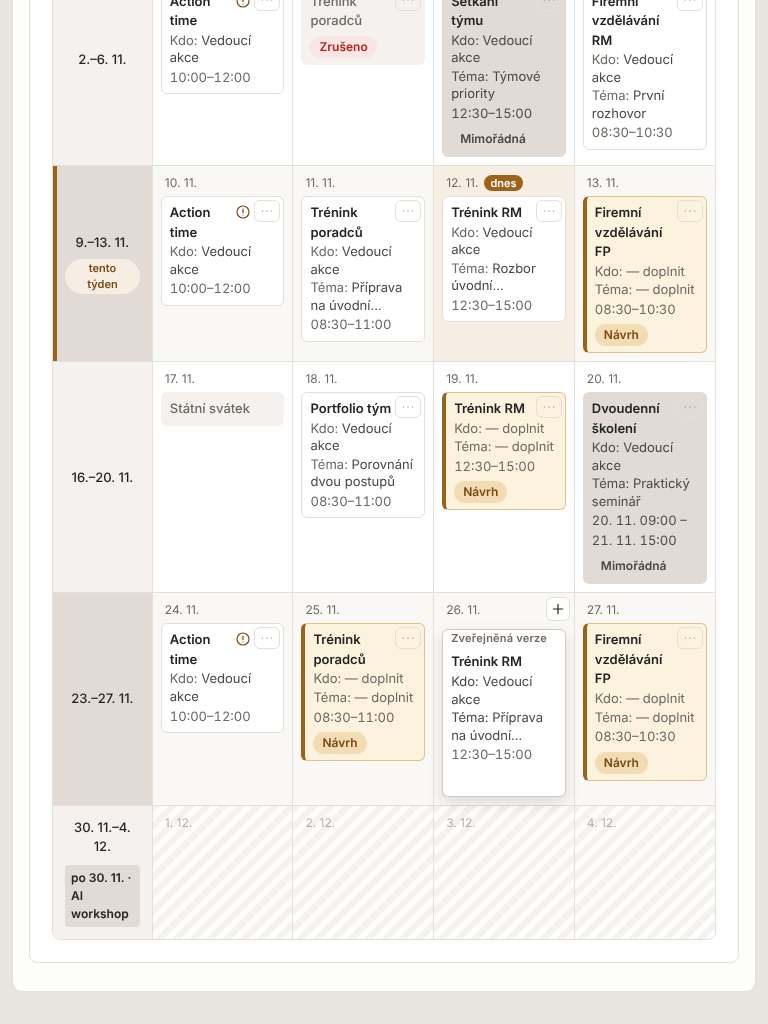 Action
time
Kdo: Vedoucí
akce
10:00–12:00
Trénink
poradců
Zrušeno
Setkání
týmu
Kdo: Vedoucí
akce
Téma: Týmové
priority
12:30–15:00
Mimořádná
Firemní
vzdělávání
RM
Kdo: Vedoucí
akce
Téma: První
rozhovor
08:30–10:30
2.–6. 11.
9.–13. 11.
tento
týden
10. 11.
Action
time
Kdo: Vedoucí
akce
10:00–12:00
11. 11.
Trénink
poradců
Kdo: Vedoucí
akce
Téma: Příprava
na úvodní…
08:30–11:00
12. 11. dnes
Trénink RM
Kdo: Vedoucí
akce
Téma: Rozbor
úvodní…
12:30–15:00
13. 11.
Firemní
vzdělávání
FP
Kdo: — doplnit
Téma: — doplnit
08:30–10:30
Návrh
16.–20. 11.
17. 11.
Státní svátek
18. 11.
Portfolio tým
Kdo: Vedoucí
akce
Téma: Porovnání
dvou postupů
08:30–11:00
19. 11.
Trénink RM
Kdo: — doplnit
Téma: — doplnit
12:30–15:00
Návrh
20. 11.
Dvoudenní
školení
Kdo: Vedoucí
akce
Téma: Praktický
seminář
20. 11. 09:00 –
21. 11. 15:00
Mimořádná
23.–27. 11.
24. 11.
Action
time
Kdo: Vedoucí
akce
10:00–12:00
25. 11.
Trénink
poradců
Kdo: — doplnit
Téma: — doplnit
08:30–11:00
Návrh
26. 11.
Zveřejněná verze
Trénink RM
Kdo: Vedoucí
akce
Téma: Příprava
na úvodní…
12:30–15:00
27. 11.
Firemní
vzdělávání
FP
Kdo: — doplnit
Téma: — doplnit
08:30–10:30
Návrh
30. 11.–4.
12.
po 30. 11. ·
AI
workshop
1. 12.
2. 12.
3. 12.
4. 12.